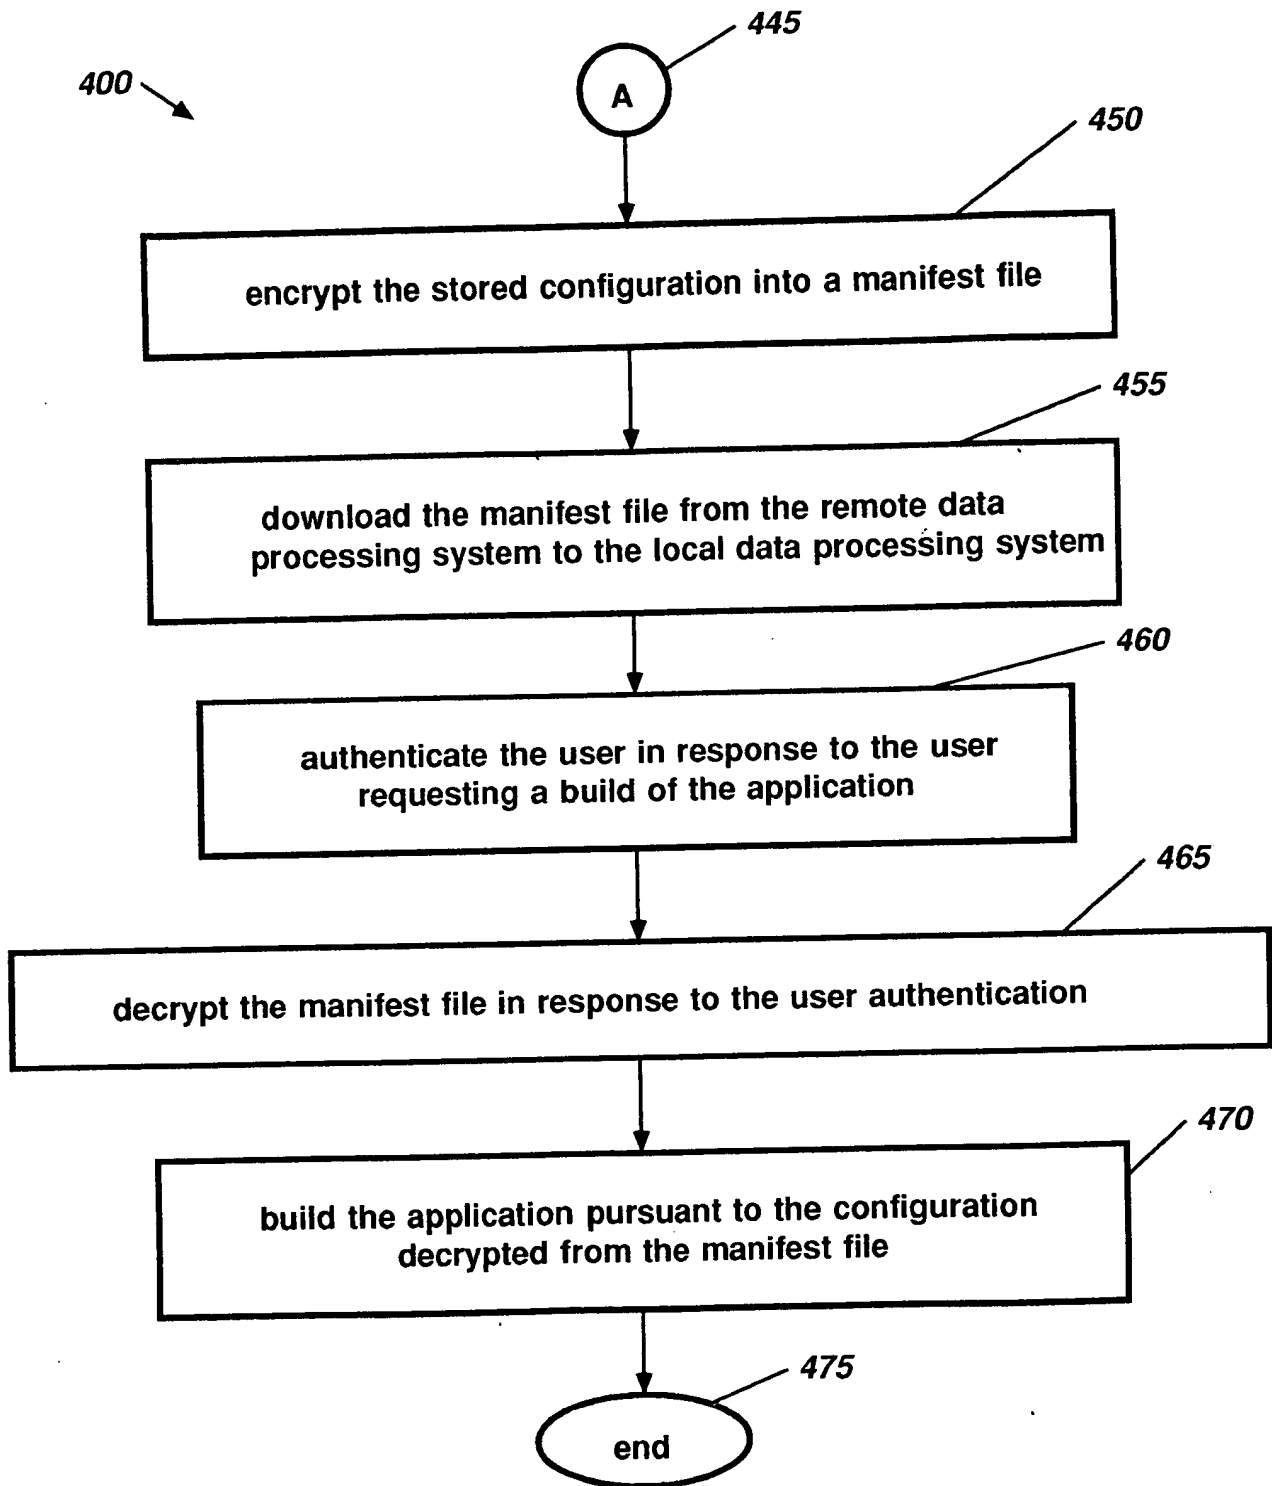 445
400
A
450
encrypt the stored configuration into a manifest file
455
download the manifest file from the remote data
processing system to the local data processing system
460
authenticate the user in response to the user
requesting a build of the application
465
decrypt the manifest file in response to the user authentication
470
build the application pursuant to the configuration
decrypted from the manifest file
475
end